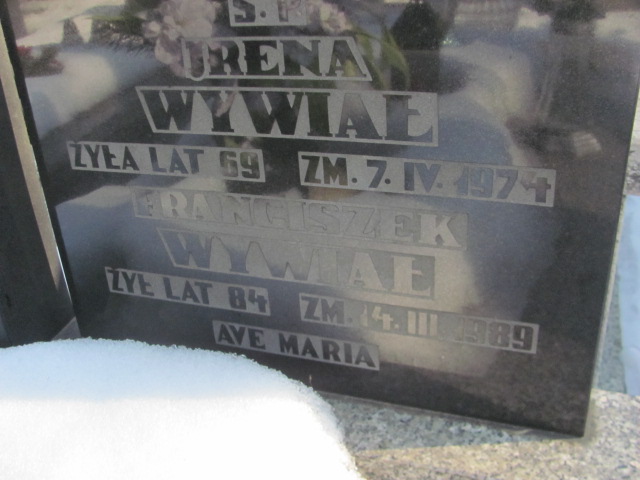 Ś. P.
URENA
WYWIAŁ
ŻYŁA LAT 69 ZM. 7. IV. 1974
FRANCISZEK
WYWIAŁ
ŻYŁ LAT 84 ZM. 14. III. 1989
AVE MARIA